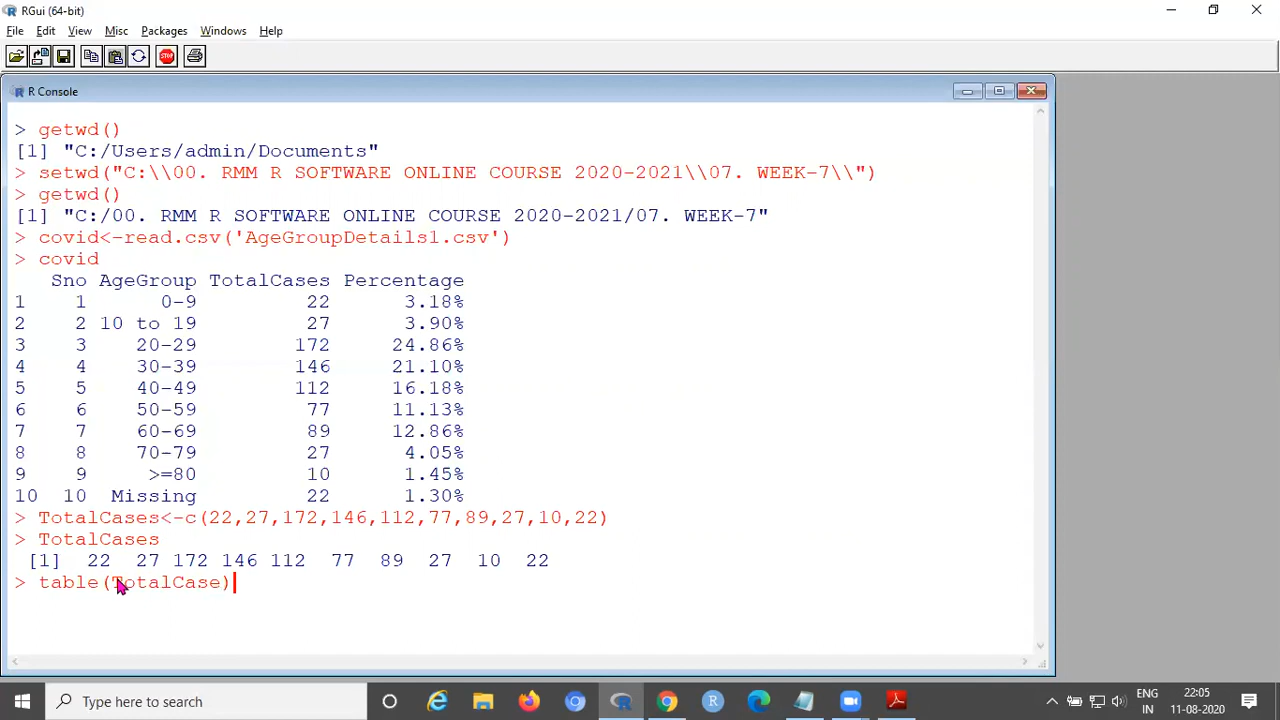 RGui (64-bit)
File Edit View Misc Packages Windows Help
STOP
R Console
> getwd()
[1] "C:/Users/admin/Documents"
> setwd("C:\\00. RMM R SOFTWARE ONLINE COURSE 2020-2021\\07. WEEK-7\\")
> getwd()
[1] "C:/00. RMM R SOFTWARE ONLINE COURSE 2020-2021/07. WEEK-7"
> covid<-read.csv('AgeGroupDetails1.csv')
> covid
Sno AgeGroup TotalCases Percentage
1 1 0-9 22 3.18%
2 2 10 to 19 27 3.90%
3 3 20-29 172 24.86%
4 4 30-39 146 21.10%
5 5 40-49 112 16.18%
6 6 50-59 77 11.13%
7 7 60-69 89 12.86%
8 8 70-79 27 4.05%
9 9 >=80 10 1.45%
10 10 Missing 22 1.30%
> TotalCases<-c(22,27,172,146,112,77,89,27,10,22)
> TotalCases
[1] 22 27 172 146 112 77 89 27 10 22
> table(TotalCase)
Type here to search
ENG 22:05
IN 11-08-2020